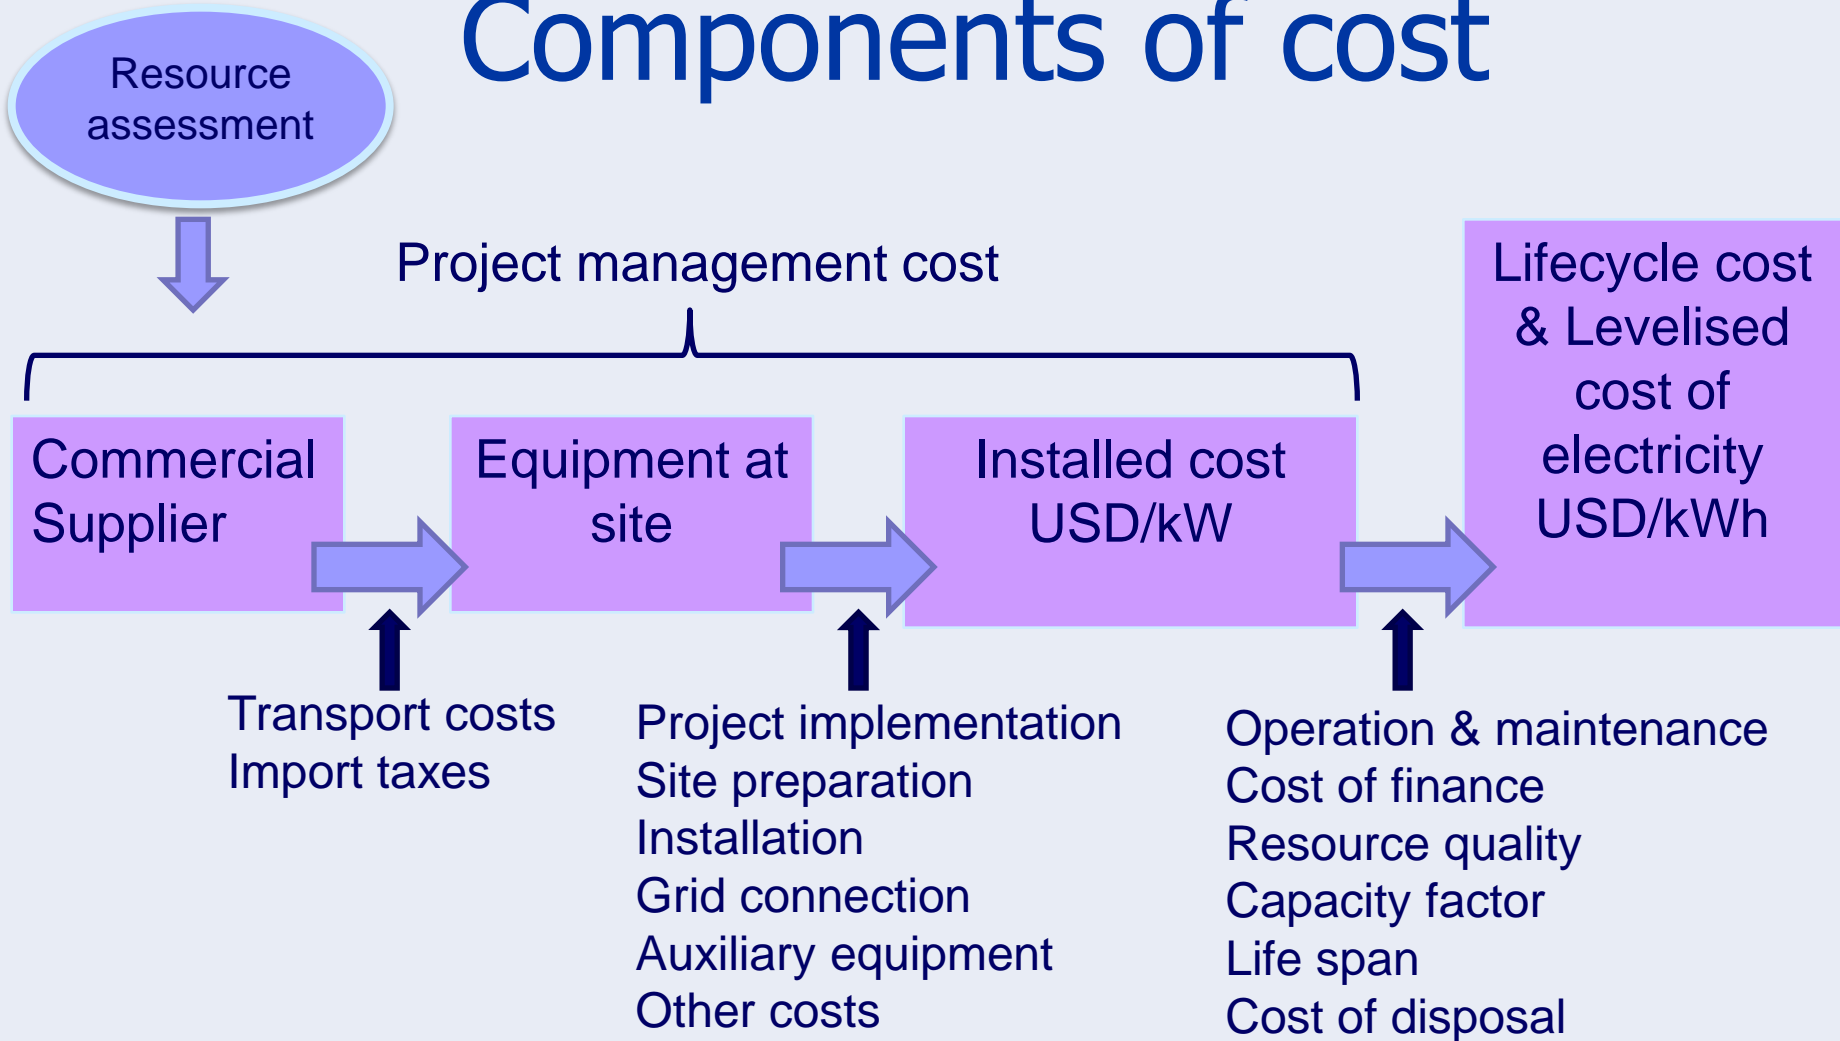 Components of cost
Resource
assessment
Project management cost
Commercial
Supplier
Equipment at
site
Installed cost
USD/kW
Lifecycle cost
& Levelised
cost of
electricity
USD/kWh
Transport costs
Import taxes
Project implementation
Site preparation
Installation
Grid connection
Auxiliary equipment
Other costs
Operation & maintenance
Cost of finance
Resource quality
Capacity factor
Life span
Cost of disposal